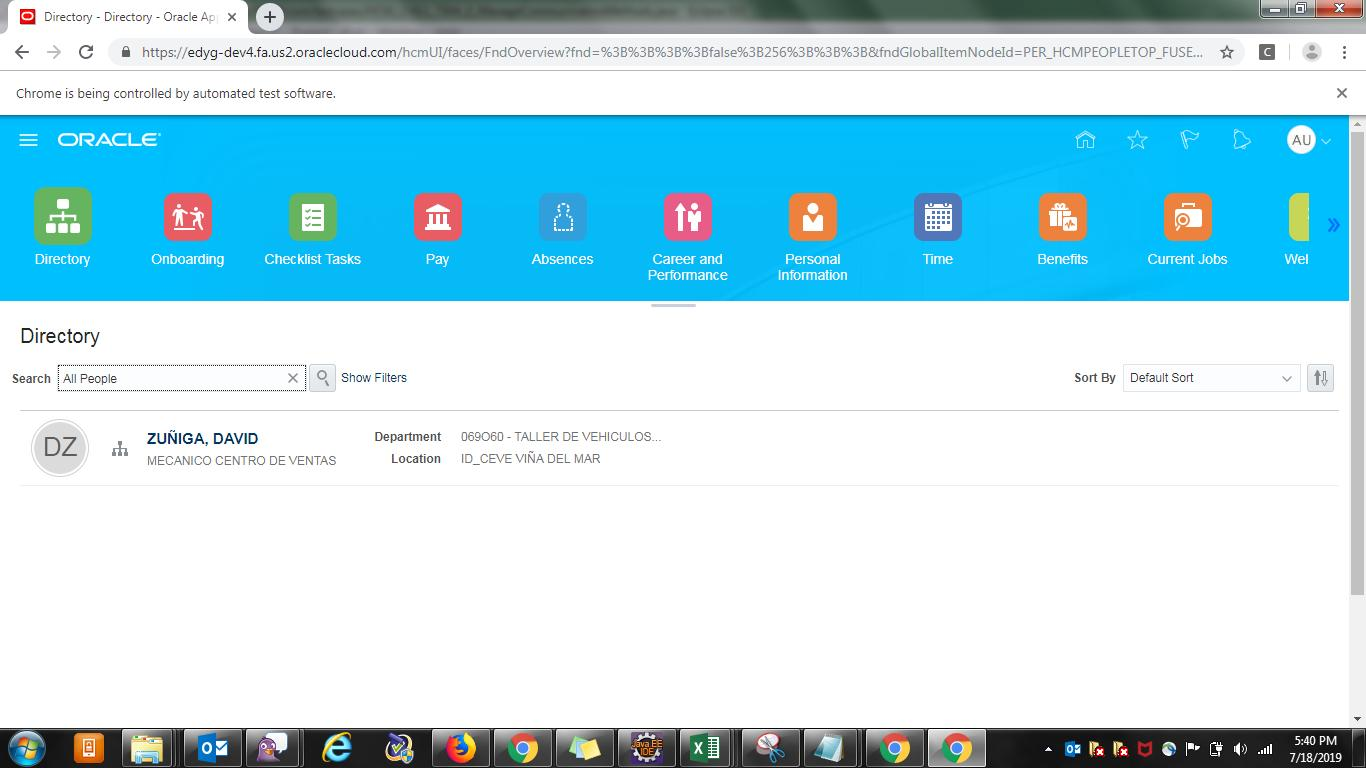 Directory - Directory - Oracle Ap
https://edyg-dev4.fa.us2.oraclecloud.com/hcmUI/faces/FndOverview?fnd=%3B%3B%3B%3Bfalse%3B256%3B%3B%3B&fndGlobalItemNodeId=PER_HCMPEOPLETOP_FUSE...
C
Chrome is being controlled by automated test software.
ORACLE
AU
Directory
Onboarding
Checklist Tasks
Pay
Absences
Career and
Performance
Personal
Information
Time
Benefits
Current Jobs
Wel
Directory
Search All People Show Filters Sort By Default Sort
DZ
ZUÑIGA, DAVID Department 069O60 - TALLER DE VEHICULOS...
MECANICO CENTRO DE VENTAS Location ID_CEVE VIÑA DEL MAR
Java EE
IDE
5:40 PM
7/18/2019